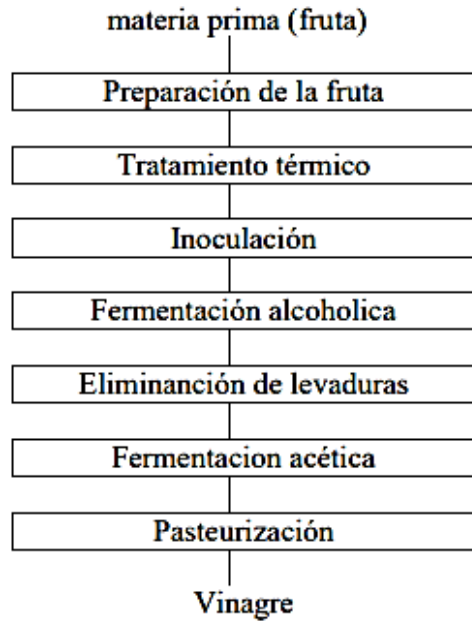 materia prima (fruta)
Preparación de la fruta
Tratamiento térmico
Inoculación
Fermentación alcoholica
Eliminanción de levaduras
Fermentacion acética
Pasteurización
Vinagre